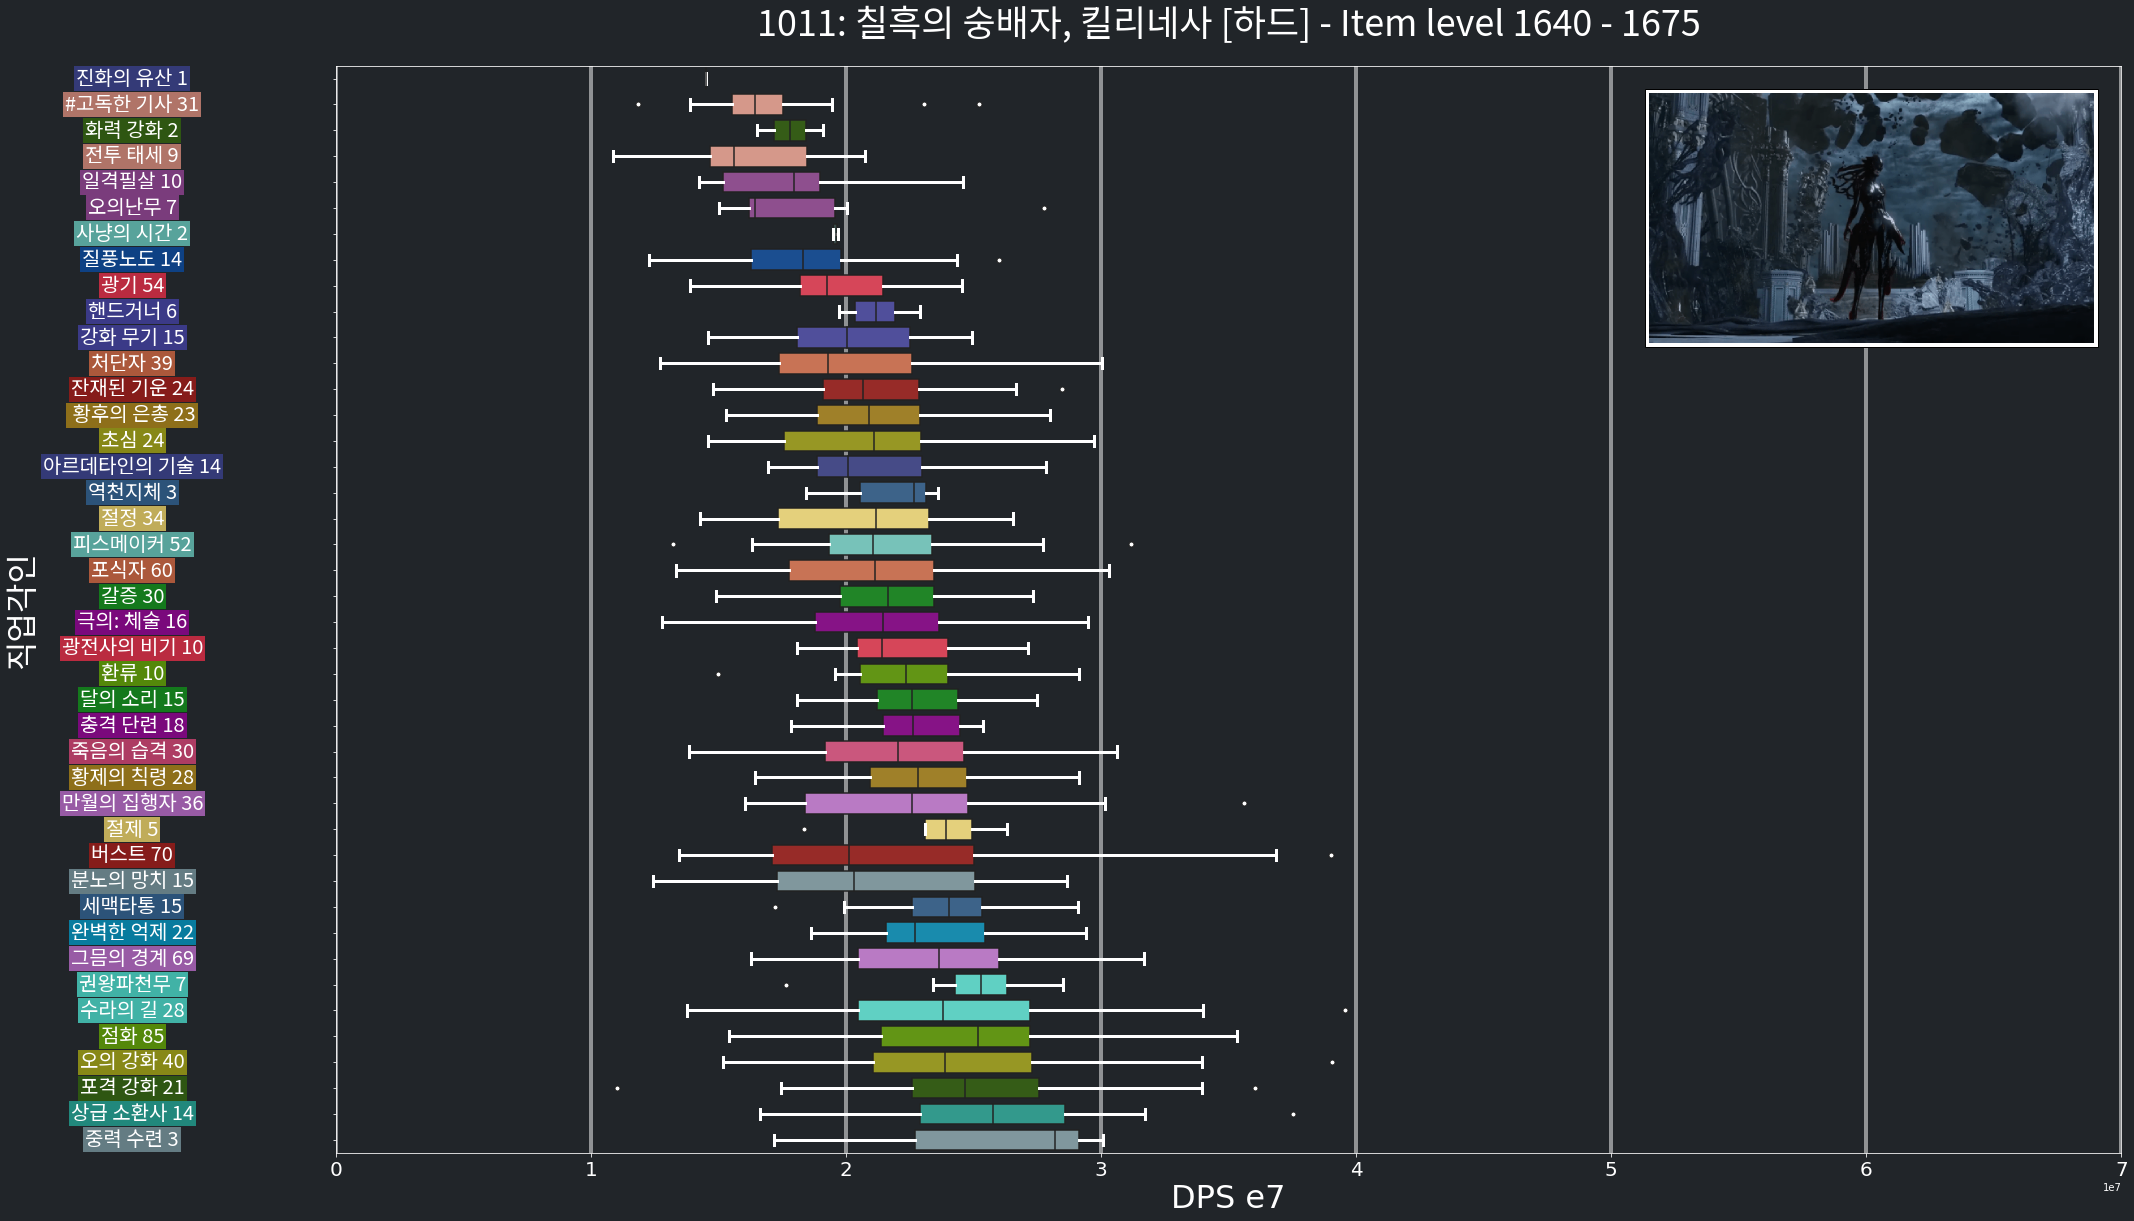 1011: 칠흑의 숭배자, 킬리네사 [하드] - Item level 1640 - 1675
진화의 유산 1
#고독한 기사 31
화력 강화 2
전투 태세 9
일격필살 10
오의난무 7
사냥의 시간 2
질풍노도 14
광기 54
핸드거너 6
강화 무기 15
처단자 39
잔재된 기운 24
황후의 은총 23
초심 24
아르데타인의 기술 14
역천지체 3
절정 34
피스메이커 52
포식자 60
갈증 30
극의: 체술 16
광전사의 비기 10
환류 10
달의 소리 15
충격 단련 18
죽음의 습격 30
황제의 칙령 28
만월의 집행자 36
절제 5
버스트 70
분노의 망치 15
세맥타통 15
완벽한 억제 22
그믐의 경계 69
권왕파천무 7
수라의 길 28
점화 85
오의 강화 40
포격 강화 21
상급 소환사 14
중력 수련 3
직업각인
0 1 2 3 4 5 6 7
1e7
DPS e7